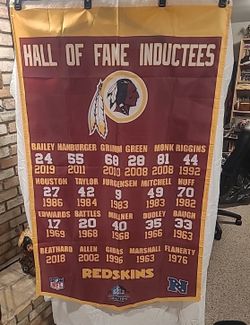 HALL OF FAME INDUCTEES
BAILEY HANBURGER GRIMM GREEN MONK RIGGINS
24 55 68 28 81 44
2019 2011 2010 2008 2008 1992
HOUSTON TAYLOR JURGENSEN MITCHELL HUFF
27 42 9 49 70
1986 1984 1983 1983 1982
EDWARDS BATTLES MILLNER DUDLEY BAUGH
17 20 40 35 33
1969 1968 1968 1966 1963
BEATHARD ALLEN GIBBS MARSHALL FLAHERTY
2018 2002 1996 1963 1976
REDSKINS
NFL